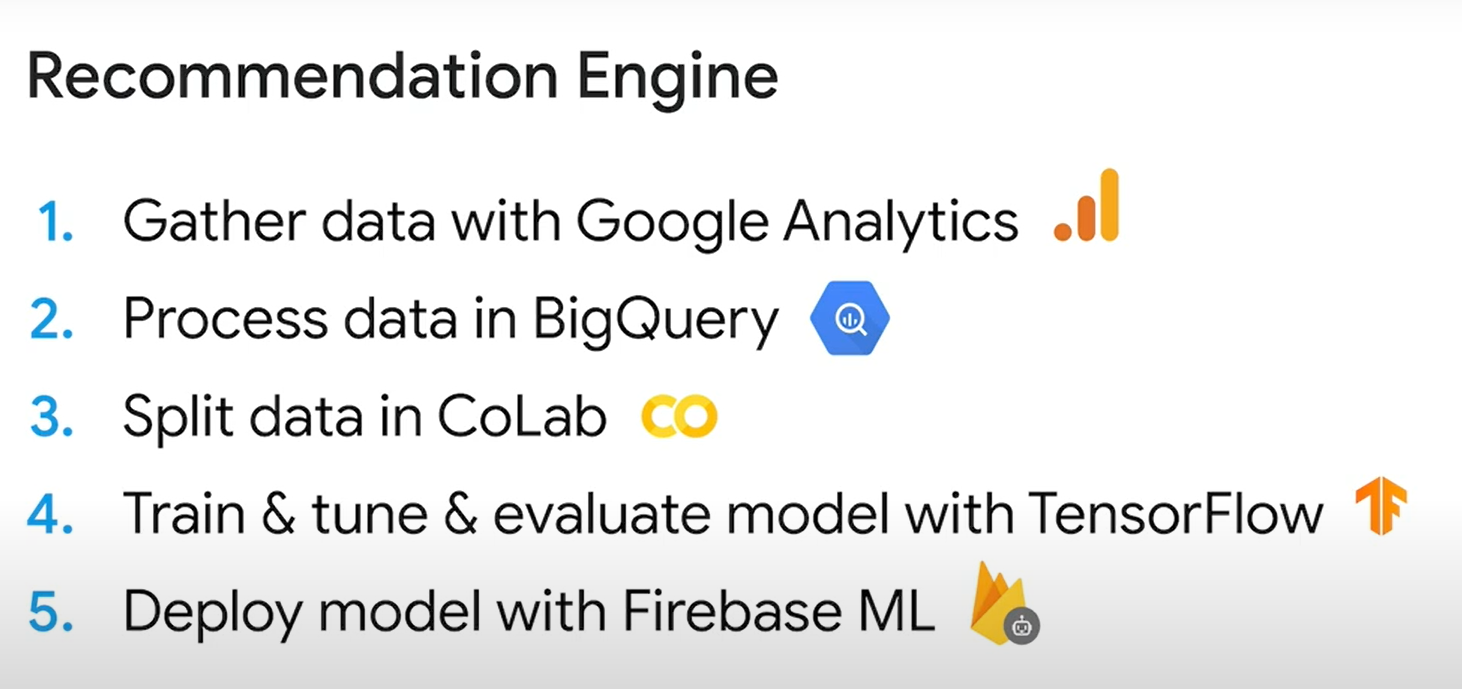 Recommendation Engine
1. Gather data with Google Analytics
2. Process data in BigQuery
3. Split data in CoLab
4. Train & tune & evaluate model with TensorFlow
5. Deploy model with Firebase ML